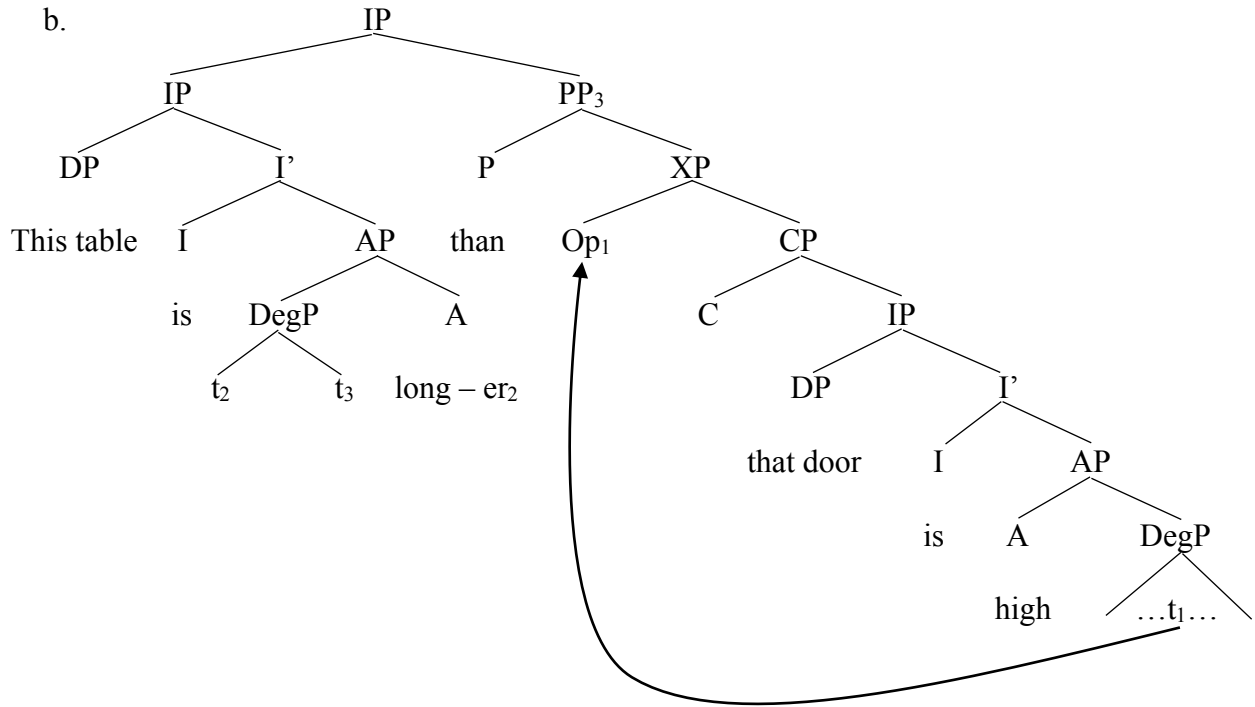 b. IP
IP PP₃
DP I’ P XP
This table I AP than Op₁ CP
is DegP A C IP
t₂ t₃ long – er₂ DP I’
that door I AP
is A DegP
high …t₁…